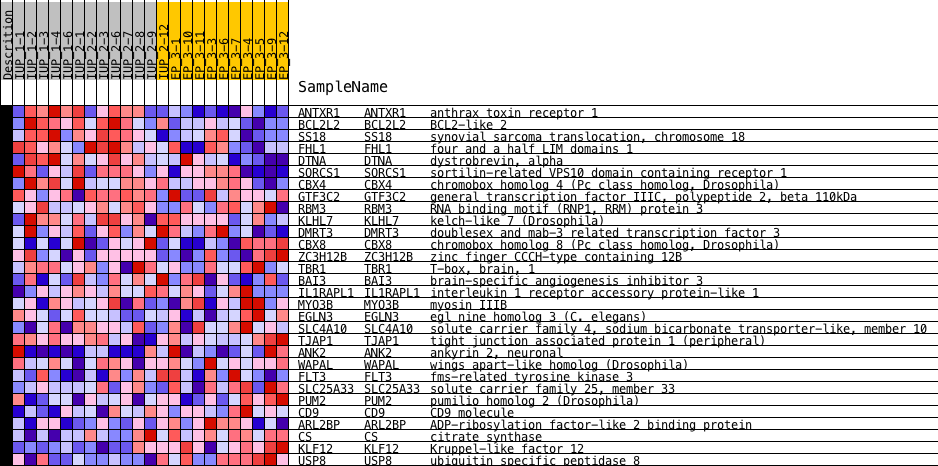 Descrition
IUP_1-1
IUP_1-2
IUP_1-3
IUP_1-4
IUP_1-6
IUP_2-1
IUP_2-2
IUP_2-3
IUP_2-6
IUP_2-7
IUP_2-8
IUP_2-9
IUP_2-12
EP_3-1
EP_3-10
EP_3-11
EP_3-3
EP_3-6
EP_3-7
EP_3-4
EP_3-5
EP_3-9
EP_3-12
SampleName
ANTXR1 ANTXR1 anthrax toxin receptor 1
BCL2L2 BCL2L2 BCL2-like 2
SS18 SS18 synovial sarcoma translocation, chromosome 18
FHL1 FHL1 four and a half LIM domains 1
DTNA DTNA dystrobrevin, alpha
SORCS1 SORCS1 sortilin-related VPS10 domain containing receptor 1
CBX4 CBX4 chromobox homolog 4 (Pc class homolog, Drosophila)
GTF3C2 GTF3C2 general transcription factor IIIC, polypeptide 2, beta 110kDa
RBM3 RBM3 RNA binding motif (RNP1, RRM) protein 3
KLHL7 KLHL7 kelch-like 7 (Drosophila)
DMRT3 DMRT3 doublesex and mab-3 related transcription factor 3
CBX8 CBX8 chromobox homolog 8 (Pc class homolog, Drosophila)
ZC3H12B ZC3H12B zinc finger CCCH-type containing 12B
TBR1 TBR1 T-box, brain, 1
BAI3 BAI3 brain-specific angiogenesis inhibitor 3
IL1RAPL1 IL1RAPL1 interleukin 1 receptor accessory protein-like 1
MYO3B MYO3B myosin IIIB
EGLN3 EGLN3 egl nine homolog 3 (C. elegans)
SLC4A10 SLC4A10 solute carrier family 4, sodium bicarbonate transporter-like, member 10
TJAP1 TJAP1 tight junction associated protein 1 (peripheral)
ANK2 ANK2 ankyrin 2, neuronal
WAPAL WAPAL wings apart-like homolog (Drosophila)
FLT3 FLT3 fms-related tyrosine kinase 3
SLC25A33 SLC25A33 solute carrier family 25, member 33
PUM2 PUM2 pumilio homolog 2 (Drosophila)
CD9 CD9 CD9 molecule
ARL2BP ARL2BP ADP-ribosylation factor-like 2 binding protein
CS CS citrate synthase
KLF12 KLF12 Kruppel-like factor 12
USP8 USP8 ubiquitin specific peptidase 8